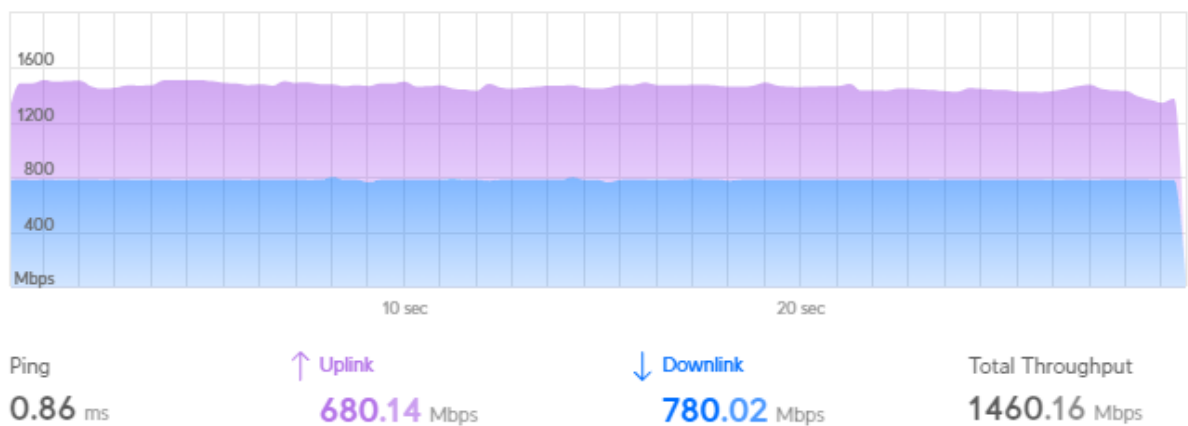 1600
1200
800
400
Mbps
10 sec 20 sec
Ping ↑ Uplink ↓ Downlink Total Throughput
0.86 ms 680.14 Mbps 780.02 Mbps 1460.16 Mbps